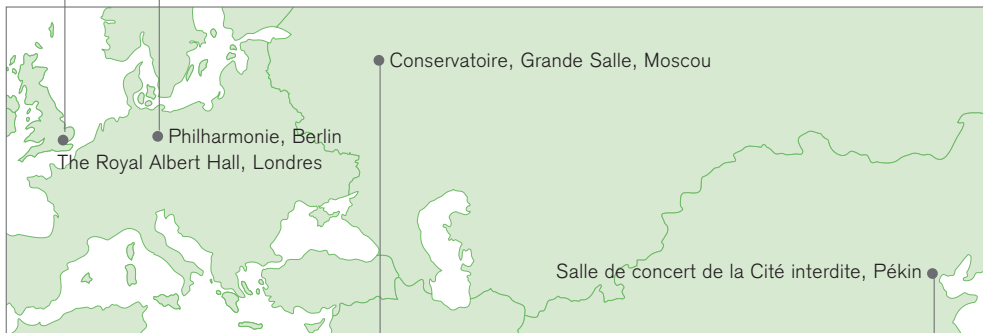 Conservatoire, Grande Salle, Moscou
Philharmonie, Berlin
The Royal Albert Hall, Londres
Salle de concert de la Cité interdite, Pékin